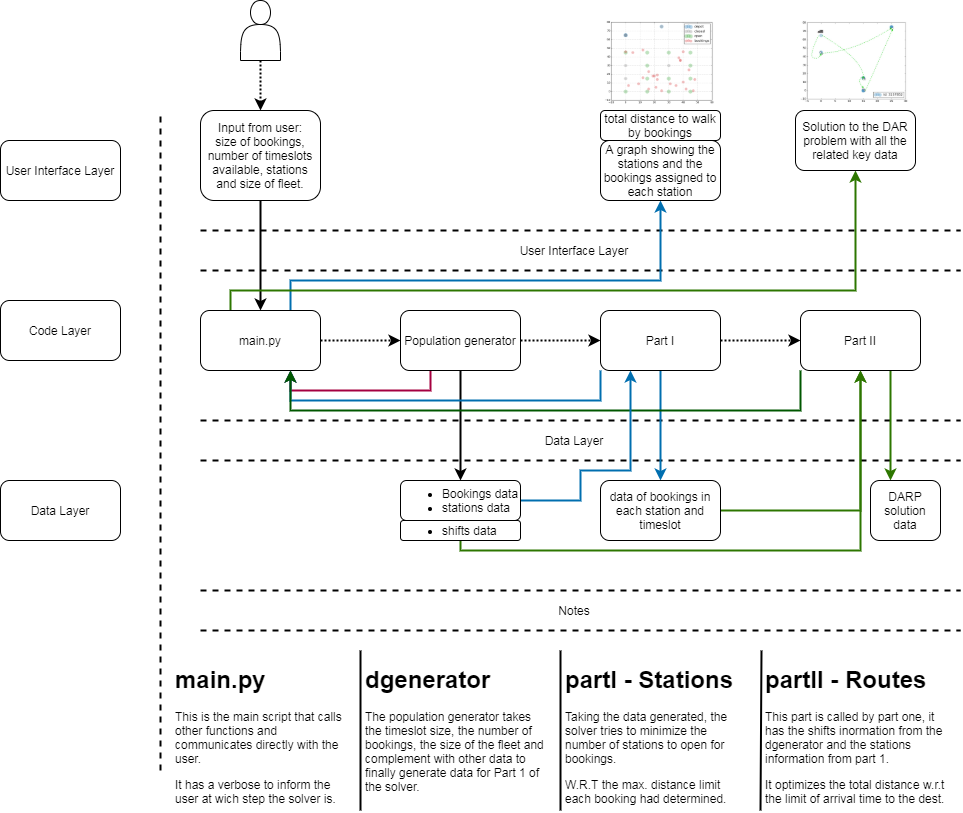 Input from user:
size of bookings,
number of timeslots
available, stations
and size of fleet.
total distance to walk
by bookings
A graph showing the
stations and the
bookings assigned to
each station
Solution to the DAR
problem with all the
related key data
User Interface Layer
User Interface Layer
Code Layer
main.py
Population generator
Part I
Part II
Data Layer
Data Layer
Bookings data
stations data
shifts data
data of bookings in
each station and
timeslot
DARP
solution
data
Notes
main.py
This is the main script that calls
other functions and
communicates directly with the
user.
It has a verbose to inform the
user at wich step the solver is.
dgenerator
The population generator takes
the timeslot size, the number of
bookings, the size of the fleet and
complement with other data to
finally generate data for Part 1 of
the solver.
partI - Stations
Taking the data generated, the
solver tries to minimize the
number of stations to open for
bookings.
W.R.T the max. distance limit
each booking had determined.
partII - Routes
This part is called by part one, it
has the shifts inormation from the
dgenerator and the stations
information from part 1.
It optimizes the total distance w.r.t
the limit of arrival time to the dest.